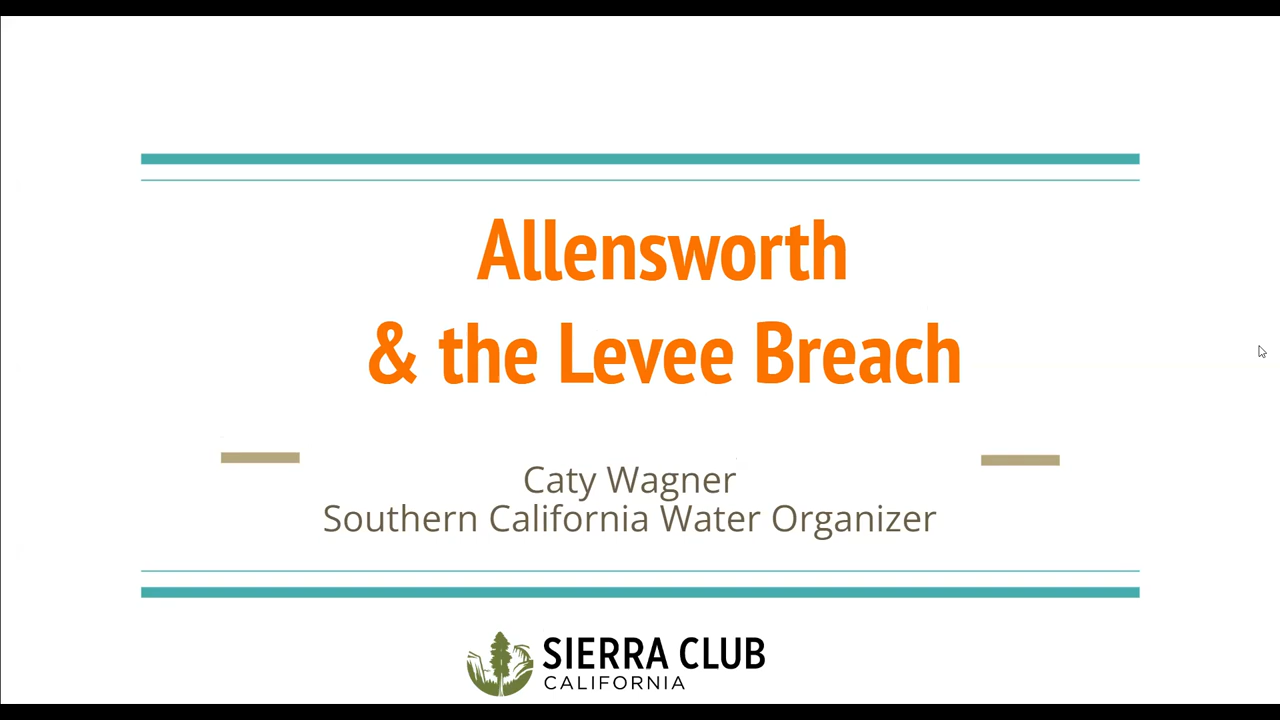 Allensworth
& the Levee Breach
Caty Wagner
Southern California Water Organizer
SIERRA CLUB
CALIFORNIA